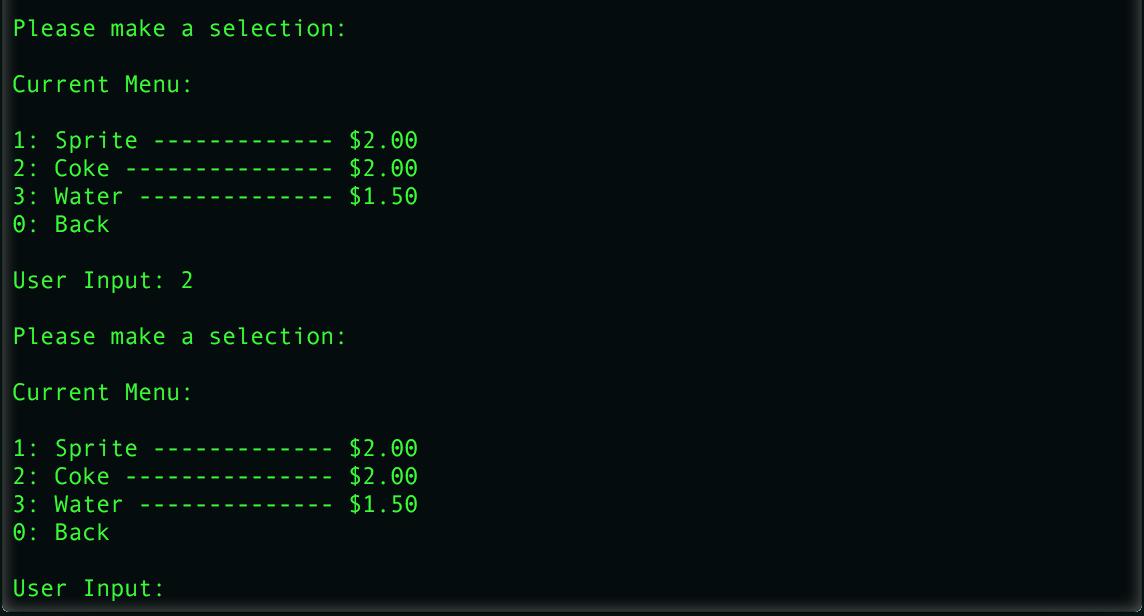 Please make a selection:
Current Menu:
1: Sprite ------------- $2.00
2: Coke --------------- $2.00
3: Water -------------- $1.50
0: Back
User Input: 2
Please make a selection:
Current Menu:
1: Sprite ------------- $2.00
2: Coke --------------- $2.00
3: Water -------------- $1.50
0: Back
User Input: